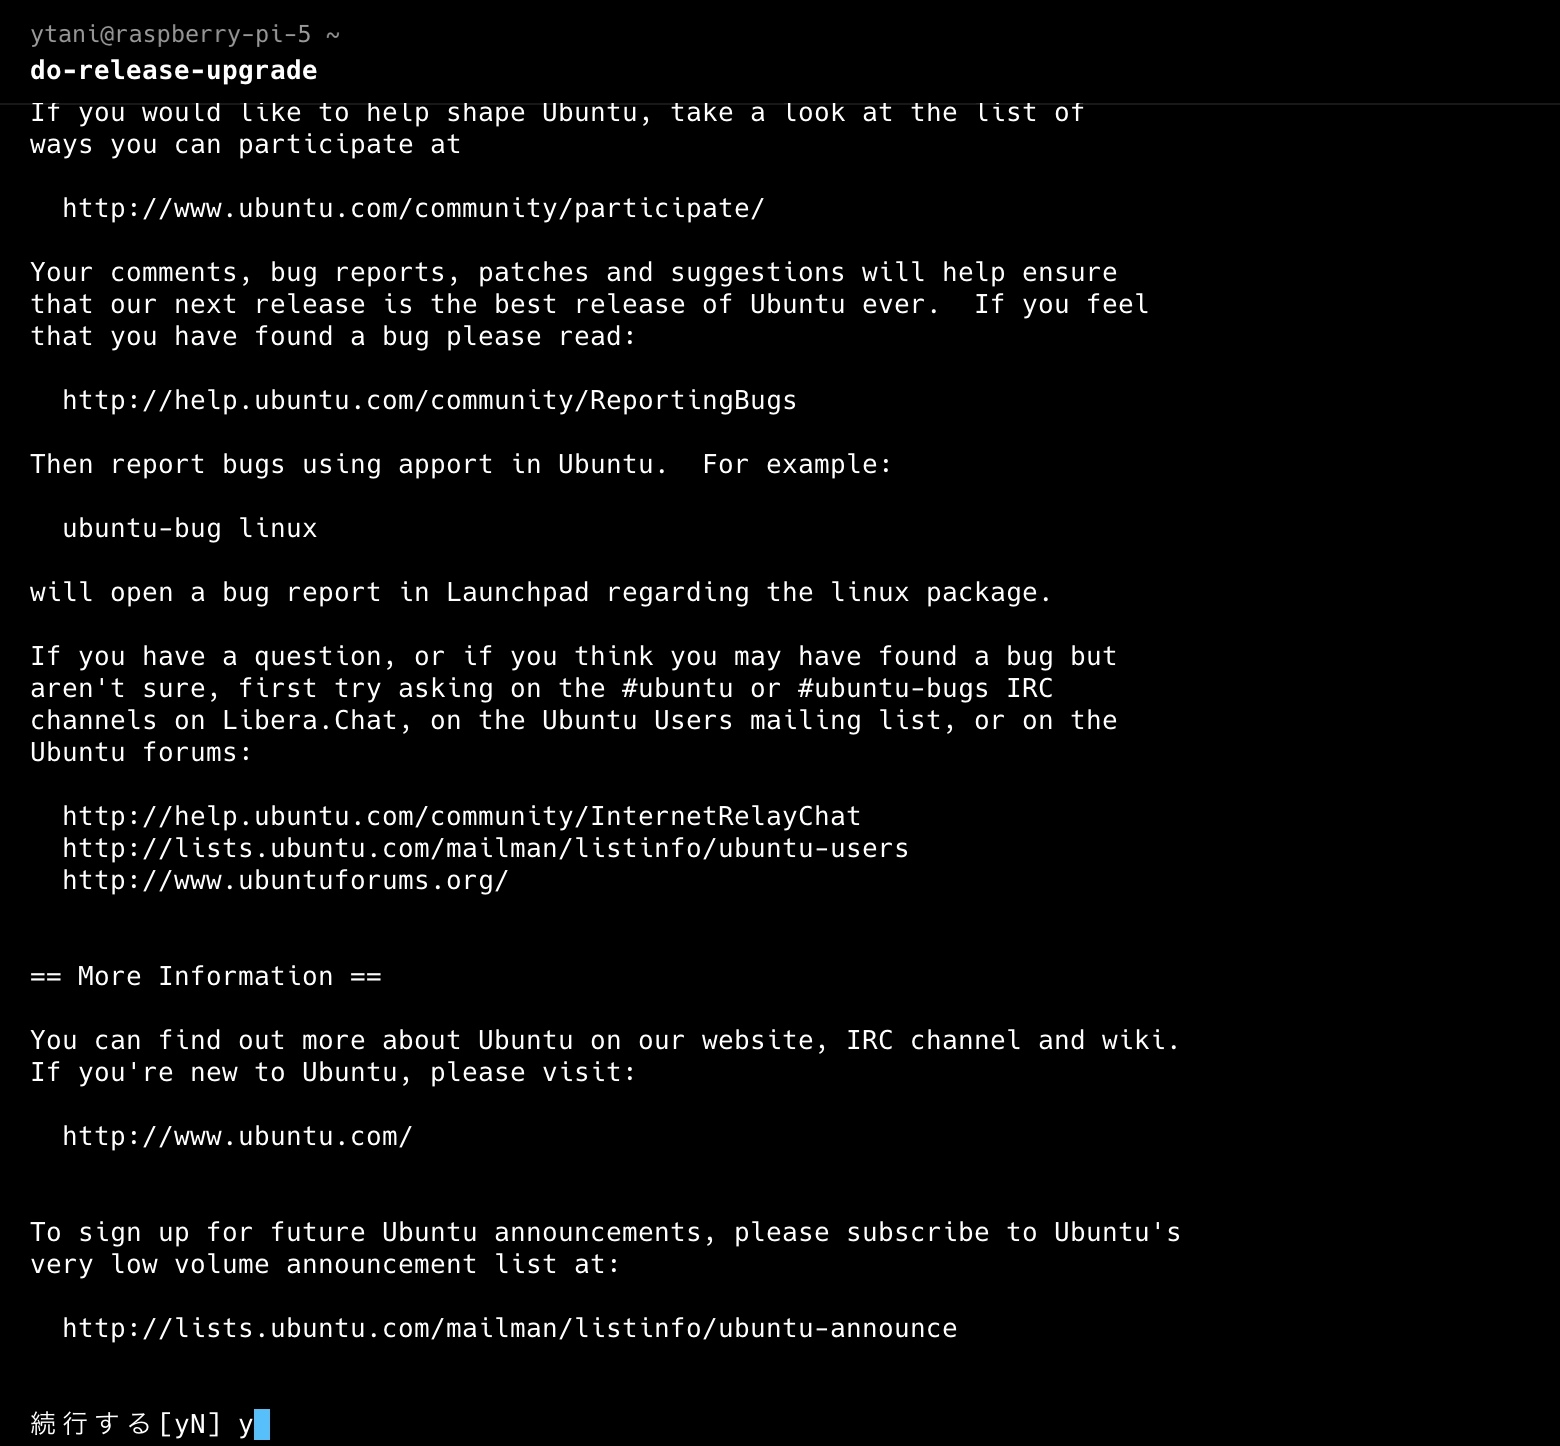 ytani@raspberry-pi-5 ~
do-release-upgrade
If you would like to help shape Ubuntu, take a look at the list of
ways you can participate at
http://www.ubuntu.com/community/participate/
Your comments, bug reports, patches and suggestions will help ensure
that our next release is the best release of Ubuntu ever.  If you feel
that you have found a bug please read:
http://help.ubuntu.com/community/ReportingBugs
Then report bugs using apport in Ubuntu.  For example:
ubuntu-bug linux
will open a bug report in Launchpad regarding the linux package.
If you have a question, or if you think you may have found a bug but
aren't sure, first try asking on the #ubuntu or #ubuntu-bugs IRC
channels on Libera.Chat, on the Ubuntu Users mailing list, or on the
Ubuntu forums:
http://help.ubuntu.com/community/InternetRelayChat
http://lists.ubuntu.com/mailman/listinfo/ubuntu-users
http://www.ubuntuforums.org/
== More Information ==
You can find out more about Ubuntu on our website, IRC channel and wiki.
If you're new to Ubuntu, please visit:
http://www.ubuntu.com/
To sign up for future Ubuntu announcements, please subscribe to Ubuntu's
very low volume announcement list at:
http://lists.ubuntu.com/mailman/listinfo/ubuntu-announce
続行する[yN] y